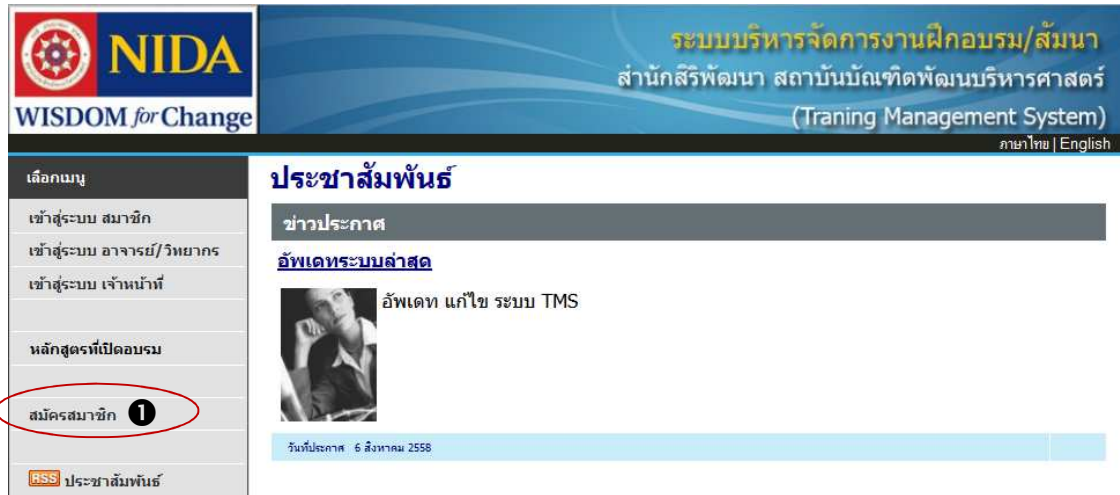 NIDA
WISDOM for Change
ระบบบริหารจัดการงานฝึกอบรม/สัมนา
สำนักสิริพัฒนา สถาบันบัณฑิตพัฒนบริหารศาสตร์
(Traning Management System)
ภาษาไทย | English
เลือกเมนู
เข้าสู่ระบบ สมาชิก
เข้าสู่ระบบ อาจารย์/วิทยากร
เข้าสู่ระบบ เจ้าหน้าที่
หลักสูตรที่เปิดอบรม
สมัครสมาชิก ❶
RSS ประชาสัมพันธ์
ประชาสัมพันธ์
ข่าวประกาศ
อัพเดทระบบล่าสุด
อัพเดท แก้ไข ระบบ TMS
วันที่ประกาศ 6 สิงหาคม 2558